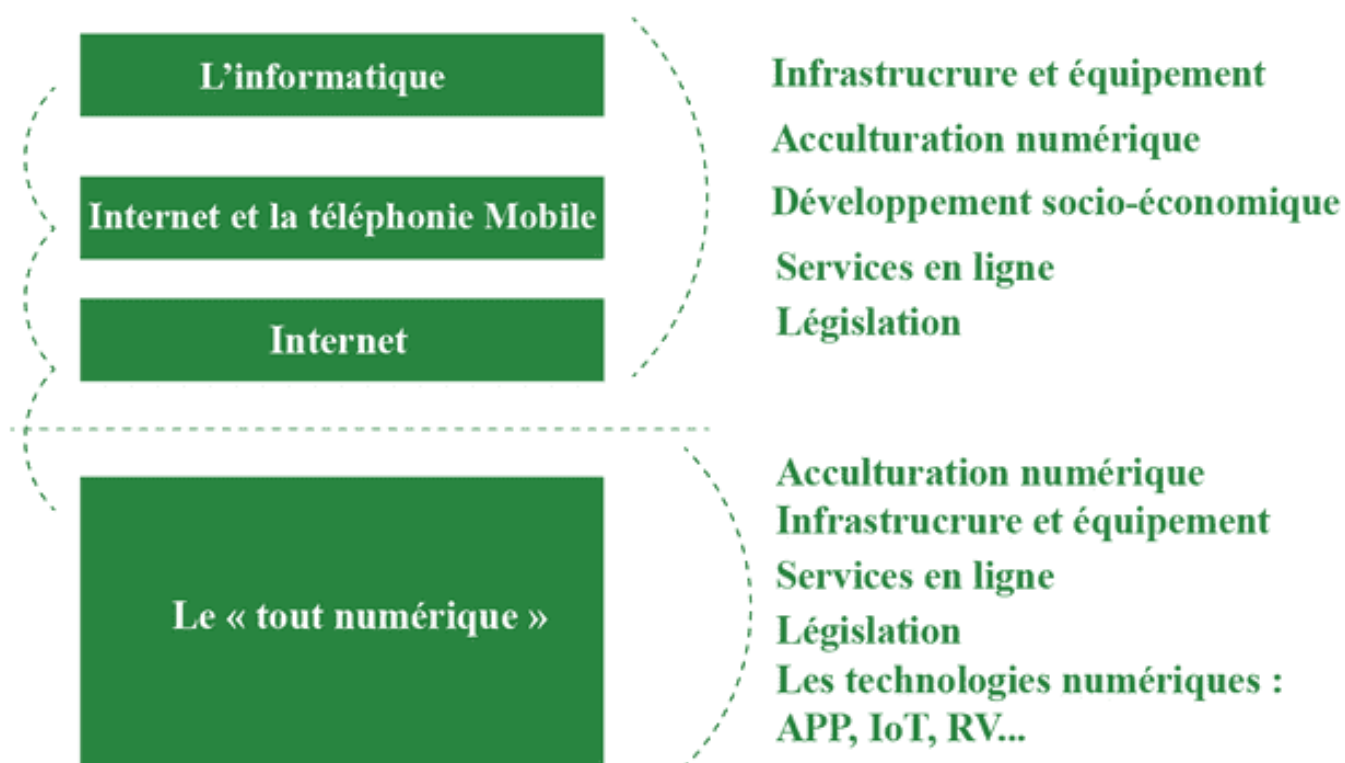 L’informatique
Internet et la téléphonie Mobile
Internet
Infrastrucrure et équipement
Acculturation numérique
Développement socio-économique
Services en ligne
Législation
Le « tout numérique »
Acculturation numérique
Infrastrucrure et équipement
Services en ligne
Législation
Les technologies numériques :
APP, IoT, RV...